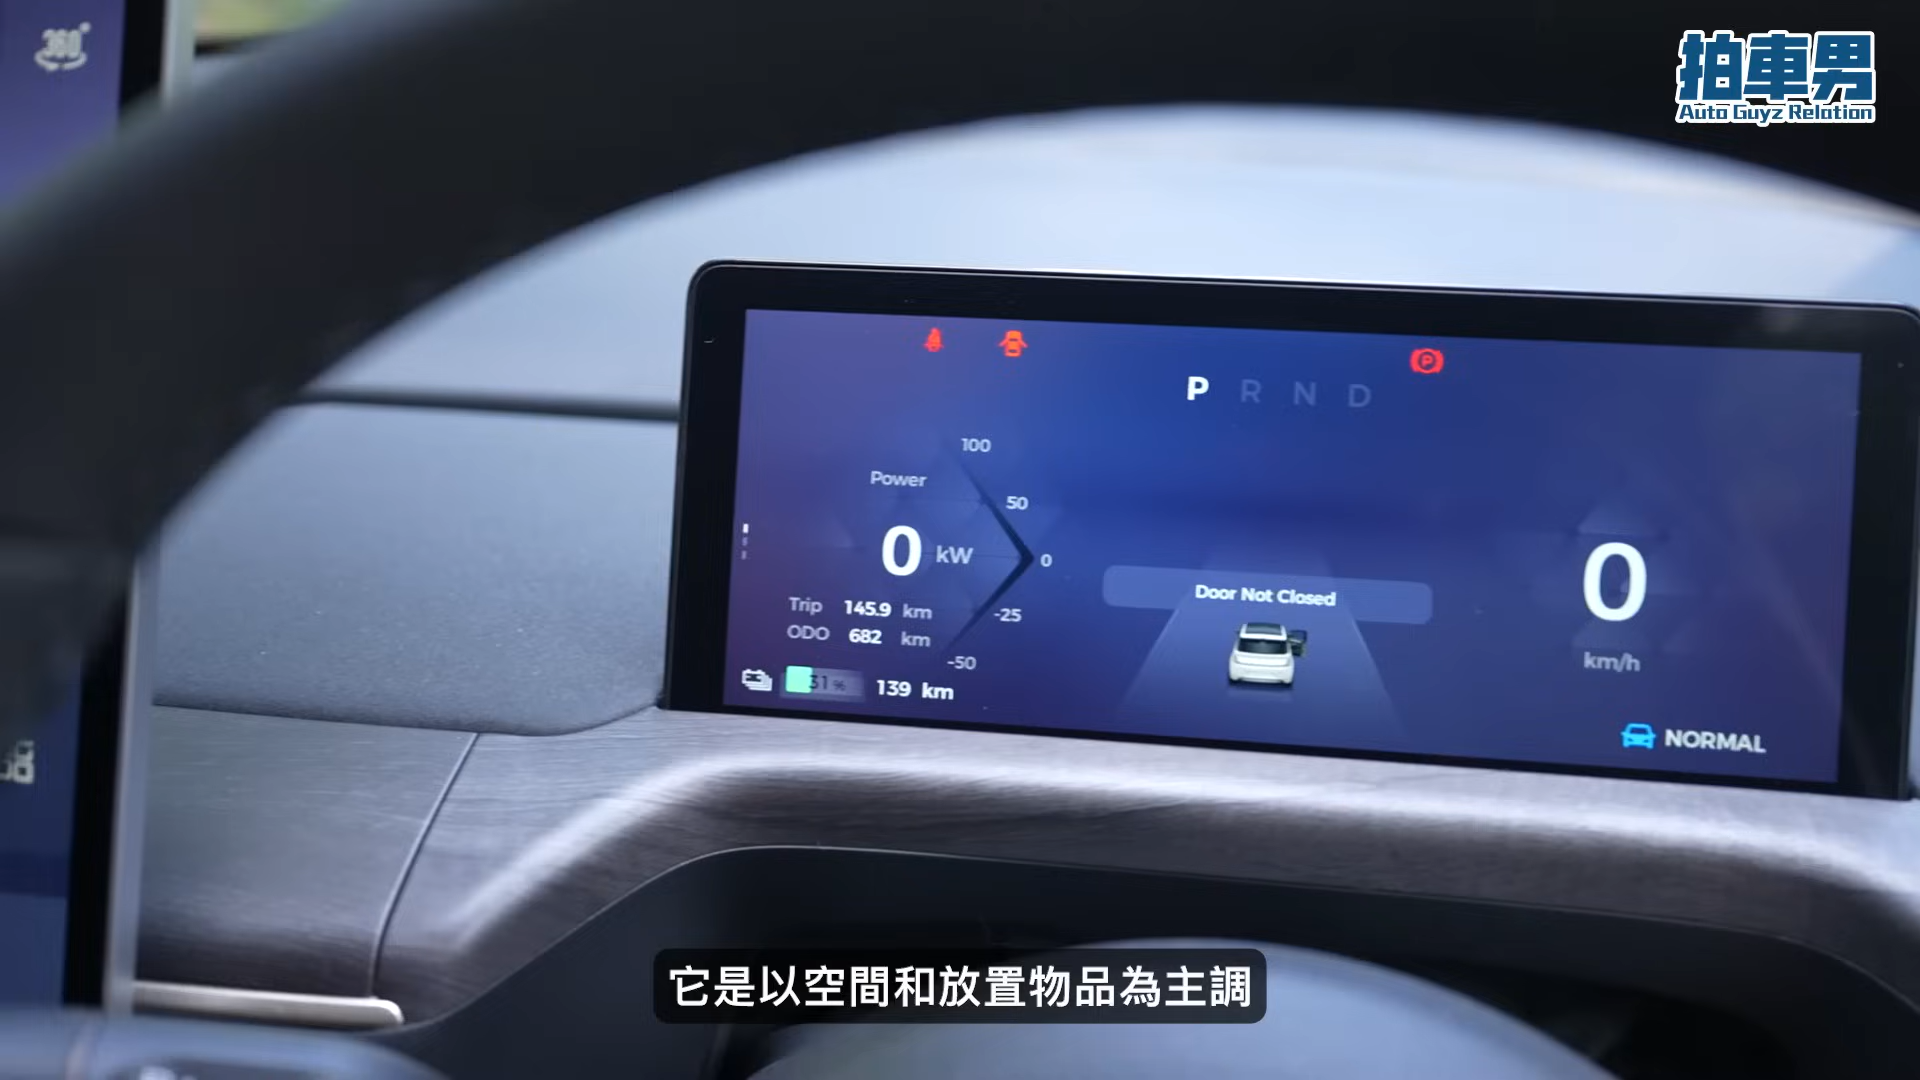 360°
拍車男
Auto Guyz Relation
P R N D
100
Power
50
0 kW
0
Trip 145.9 km
-25
ODO 682 km
-50
31 %
139 km
Door Not Closed
0
km/h
NORMAL
它是以空間和放置物品為主調